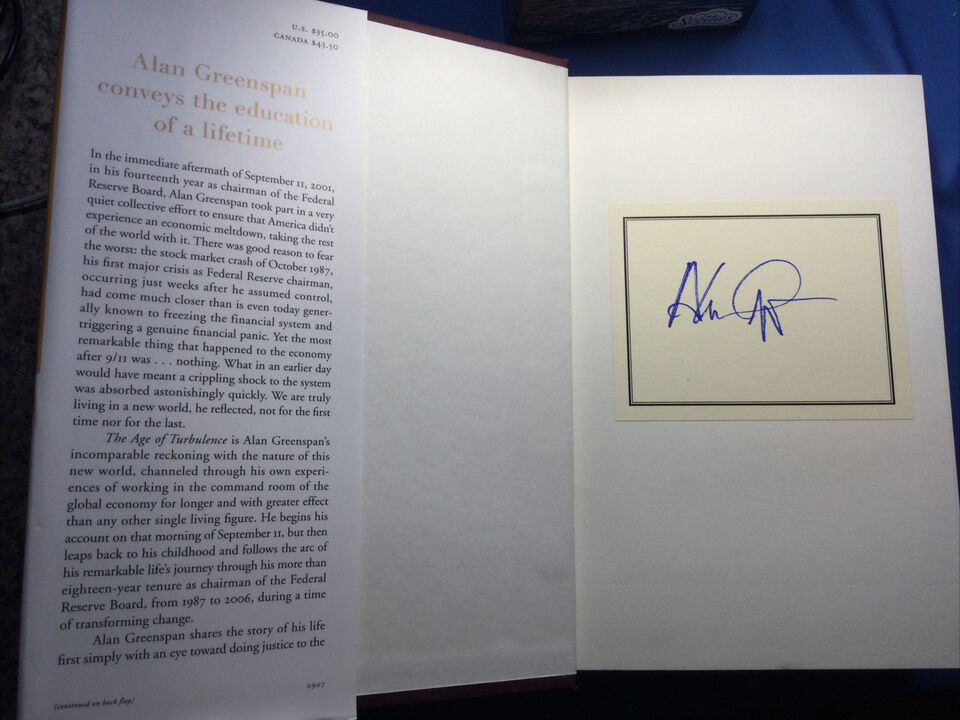 U.S. $35.00
CANADA $43.50
Alan Greenspan
conveys the education
of a lifetime
In the immediate aftermath of September 11, 2001,
in his fourteenth year as chairman of the Federal
Reserve Board, Alan Greenspan took part in a very
quiet collective effort to ensure that America didn't
experience an economic meltdown, taking the rest
of the world with it. There was good reason to fear
the worst: the stock market crash of October 1987,
his first major crisis as Federal Reserve chairman,
occurring just weeks after he assumed control,
had come much closer than is even today gener-
ally known to freezing the financial system and
triggering a genuine financial panic. Yet the most
remarkable thing that happened to the economy
after 9/11 was . . . nothing. What in an earlier day
would have meant a crippling shock to the system
was absorbed astonishingly quickly. We are truly
living in a new world, he reflected, not for the first
time nor for the last.
The Age of Turbulence is Alan Greenspan's
incomparable reckoning with the nature of this
new world, channeled through his own experi-
ences of working in the command room of the
global economy for longer and with greater effect
than any other single living figure. He begins his
account on that morning of September 11, but then
leaps back to his childhood and follows the arc of
his remarkable life's journey through his more than
eighteen-year tenure as chairman of the Federal
Reserve Board, from 1987 to 2006, during a time
of transforming change.
Alan Greenspan shares the story of his life
first simply with an eye toward doing justice to the
0907
(continued on back flap)
Scotties